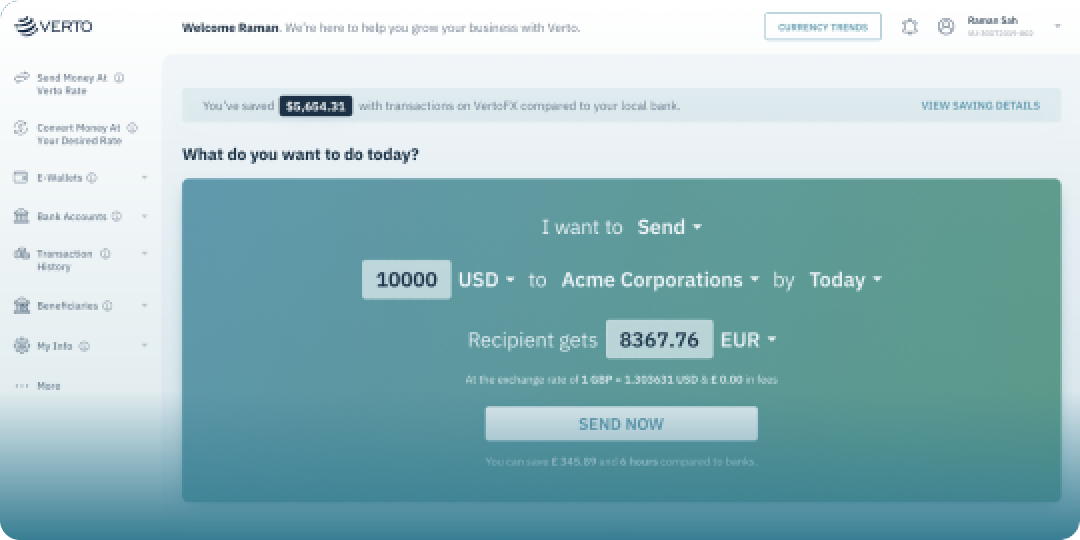 VERTO
Welcome Raman. We're here to help you grow your business with Verto.
CURRENCY TRENDS
Raman Sah
Send Money At
Verto Rate
Convert Money At
Your Desired Rate
E-Wallets
Bank Accounts
Transaction
History
Beneficiaries
My Info
More
You've saved $5,654.31 with transactions on VertoFX compared to your local bank.
VIEW SAVING DETAILS
What do you want to do today?
I want to Send
10000 USD to Acme Corporations by Today
Recipient gets 8367.76 EUR
At the exchange rate of 1 GBP = 1.303631 USD & £ 0.00 in fees
SEND NOW
You can save £ 345.89 and 6 hours compared to banks.